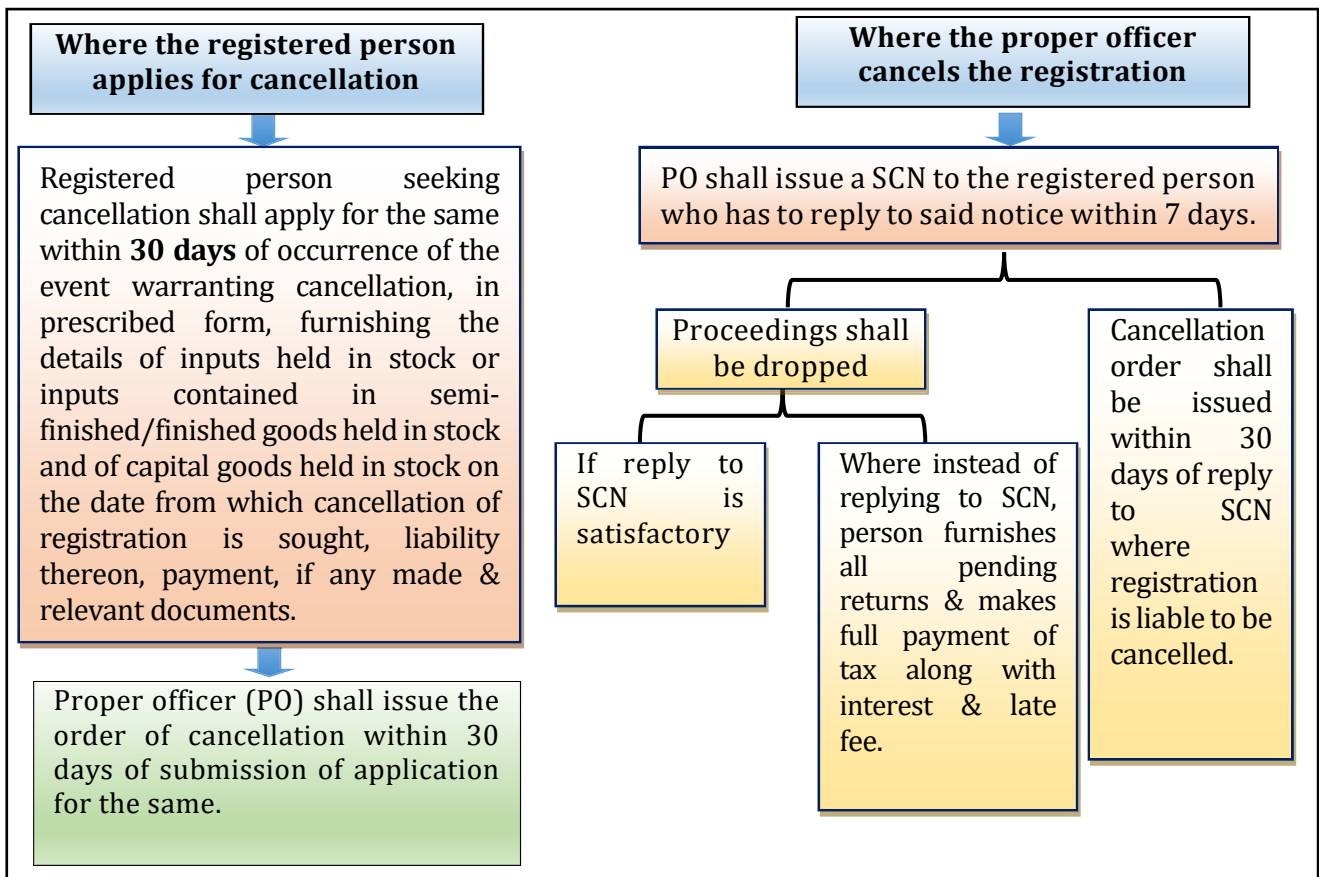 Where the registered person
applies for cancellation
Registered person seeking
cancellation shall apply for the same
within 30 days of occurrence of the
event warranting cancellation, in
prescribed form, furnishing the
details of inputs held in stock or
inputs contained in semi-
finished/finished goods held in stock
and of capital goods held in stock on
the date from which cancellation of
registration is sought, liability
thereon, payment, if any made &
relevant documents.
Proper officer (PO) shall issue the
order of cancellation within 30
days of submission of application
for the same.
Where the proper officer
cancels the registration
PO shall issue a SCN to the registered person
who has to reply to said notice within 7 days.
Proceedings shall
be dropped
If reply to
SCN is
satisfactory
Where instead of
replying to SCN,
person furnishes
all pending
returns & makes
full payment of
tax along with
interest & late
fee.
Cancellation
order shall
be issued
within 30
days of reply
to SCN
where
registration
is liable to be
cancelled.